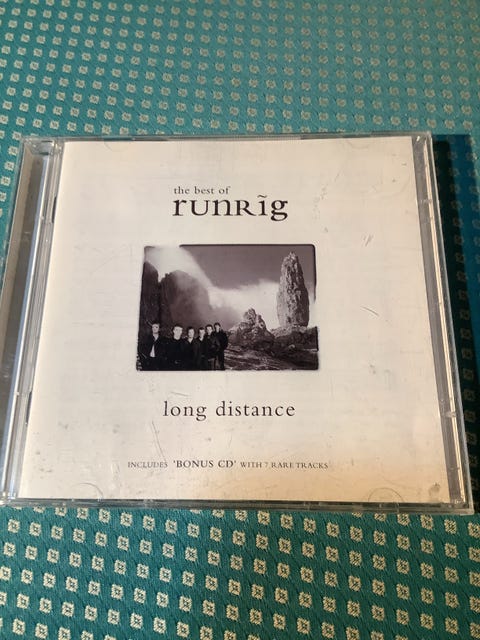 the best of
runrig
long distance
INCLUDES 'BONUS CD' WITH 7 RARE TRACKS